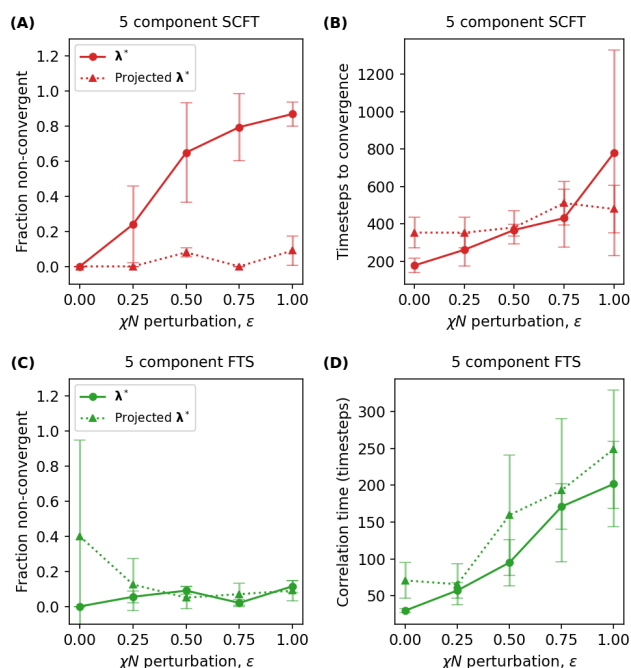 (A) 5 component SCFT
Fraction non-convergent
1.2
1.0
0.8
0.6
0.4
0.2
0.0
λ*
Projected λ*
0.00 0.25 0.50 0.75 1.00
χN perturbation, ε
(B) 5 component SCFT
Timesteps to convergence
1200
1000
800
600
400
200
0.00 0.25 0.50 0.75 1.00
χN perturbation, ε
(C) 5 component FTS
Fraction non-convergent
1.2
1.0
0.8
0.6
0.4
0.2
0.0
λ*
Projected λ*
0.00 0.25 0.50 0.75 1.00
χN perturbation, ε
(D) 5 component FTS
Correlation time (timesteps)
300
250
200
150
100
50
0.00 0.25 0.50 0.75 1.00
χN perturbation, ε